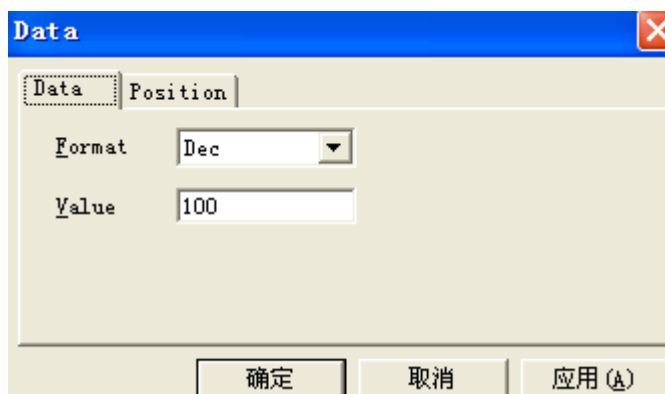 Data
Data Position
Format Dec
Value 100
确定 取消 应用(A)